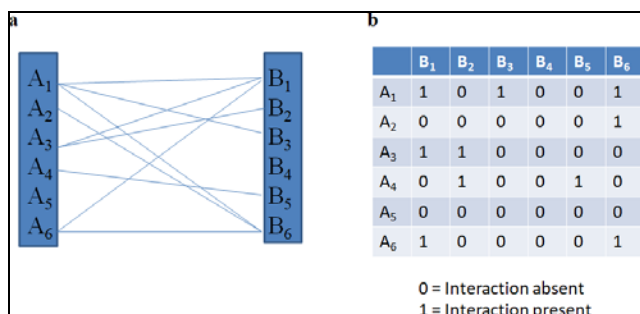 a
A1
A2
A3
A4
A5
A6
B1
B2
B3
B4
B5
B6
b
B1 B2 B3 B4 B5 B6
A1 1 0 1 0 0 1
A2 0 0 0 0 0 1
A3 1 1 0 0 0 0
A4 0 1 0 0 1 0
A5 0 0 0 0 0 0
A6 1 0 0 0 0 1
0 = Interaction absent
1 = Interaction present